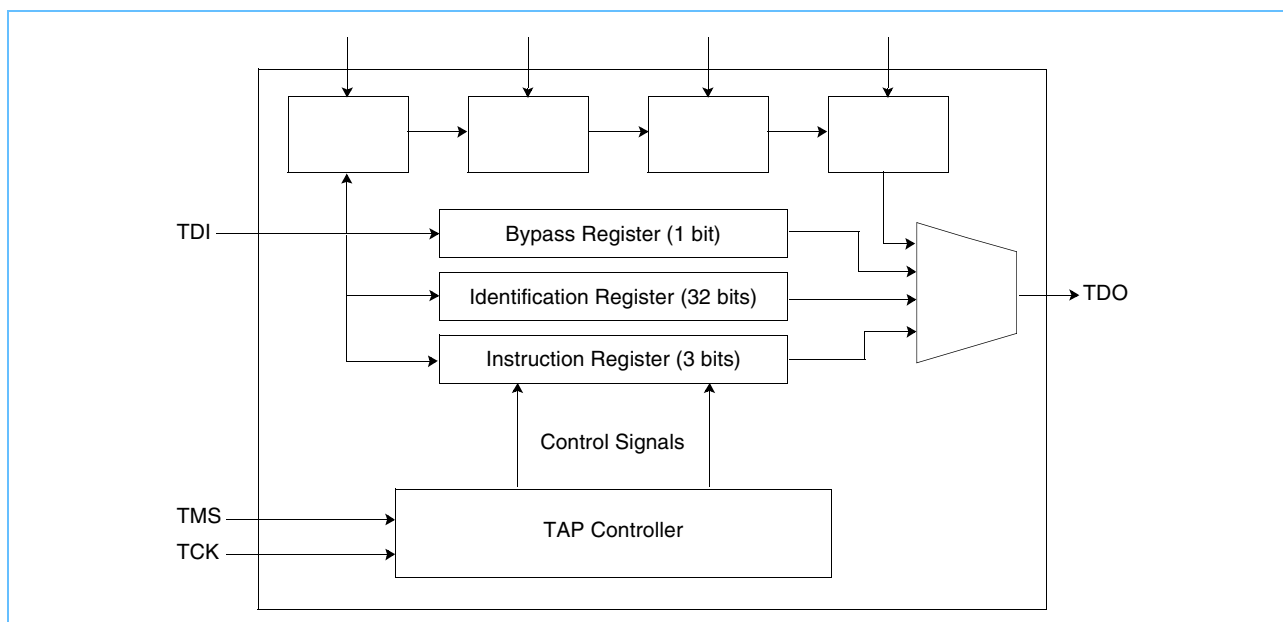 TDI
Bypass Register (1 bit)
Identification Register (32 bits)
TDO
Instruction Register (3 bits)
Control Signals
TMS
TAP Controller
TCK